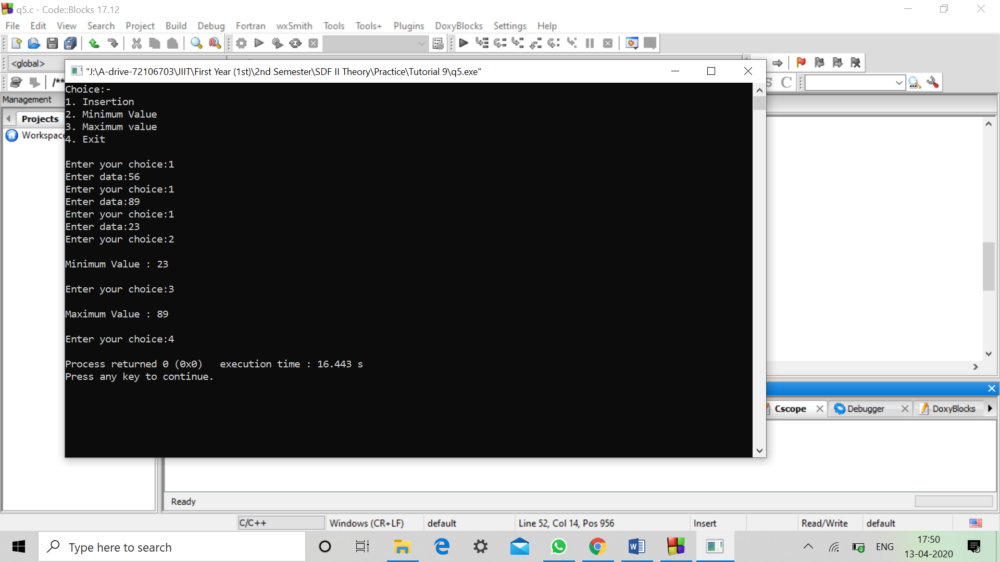 q5.c - Code::Blocks 17.12
File Edit View Search Project Build Debug Fortran wxSmith Tools Tools+ Plugins DoxyBlocks Settings Help
<global>
/**
S C
Management
Projects
Workspace
"J:\A-drive-72106703\JIIT\First Year (1st)\2nd Semester\SDF II Theory\Practice\Tutorial 9\q5.exe"
Choice:-
1. Insertion
2. Minimum Value
3. Maximum value
4. Exit
Enter your choice:1
Enter data:56
Enter your choice:1
Enter data:89
Enter your choice:1
Enter data:23
Enter your choice:2
Minimum Value : 23
Enter your choice:3
Maximum Value : 89
Enter your choice:4
Process returned 0 (0x0)   execution time : 16.443 s
Press any key to continue.
Cscope Debugger DoxyBlocks
Ready
C/C++ Windows (CR+LF) default Line 52, Col 14, Pos 956 Insert Read/Write default
Type here to search
ENG
17:50
13-04-2020